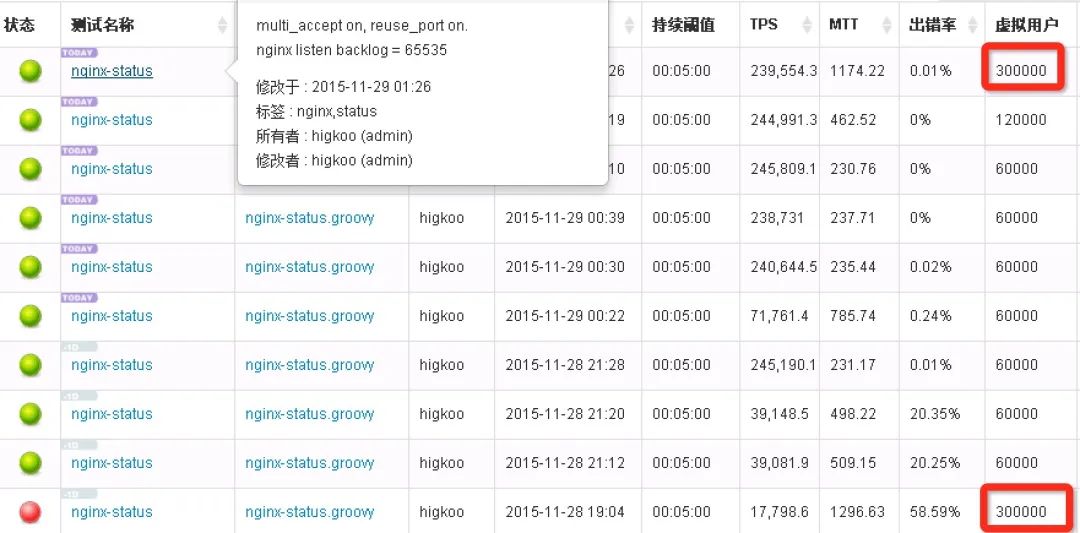 状态 测试名称 持续阈值 TPS MTT 出错率 虚拟用户
multi_accept on, reuse_port on.
nginx listen backlog = 65535
修改于 : 2015-11-29 01:26
标签 : nginx,status
所有者 : higkoo (admin)
修改者 : higkoo (admin)
TODAY
nginx-status 26 00:05:00 239,554.3 1174.22 0.01% 300000
TODAY
nginx-status 19 00:05:00 244,991.3 462.52 0% 120000
TODAY
nginx-status 10 00:05:00 245,809.1 230.76 0% 60000
TODAY
nginx-status nginx-status.groovy higkoo 2015-11-29 00:39 00:05:00 238,731 237.71 0% 60000
TODAY
nginx-status nginx-status.groovy higkoo 2015-11-29 00:30 00:05:00 240,644.5 235.44 0.02% 60000
TODAY
nginx-status nginx-status.groovy higkoo 2015-11-29 00:22 00:05:00 71,761.4 785.74 0.24% 60000
-1D
nginx-status nginx-status.groovy higkoo 2015-11-28 21:28 00:05:00 245,190.1 231.17 0.01% 60000
-1D
nginx-status nginx-status.groovy higkoo 2015-11-28 21:20 00:05:00 39,148.5 498.22 20.35% 60000
-1D
nginx-status nginx-status.groovy higkoo 2015-11-28 21:12 00:05:00 39,081.9 509.15 20.25% 60000
-1D
nginx-status nginx-status.groovy higkoo 2015-11-28 19:04 00:05:00 17,798.6 1296.63 58.59% 300000